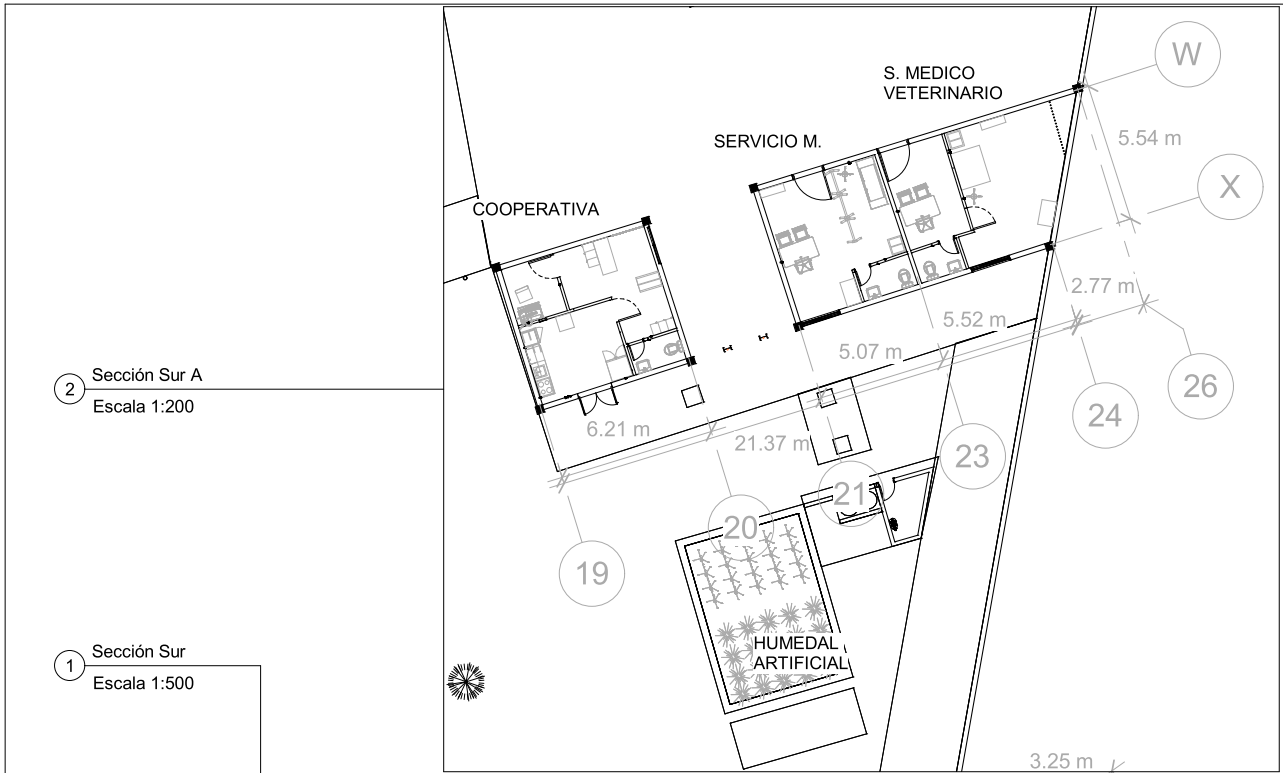 S. MEDICO
VETERINARIO
W
SERVICIO M.
5.54 m
X
COOPERATIVA
2.77 m
5.52 m
5.07 m
2
Sección Sur A
Escala 1:200
26
24
6.21 m
21.37 m
23
21
20
19
HUMEDAL
ARTIFICIAL
1
Sección Sur
Escala 1:500
3.25 m